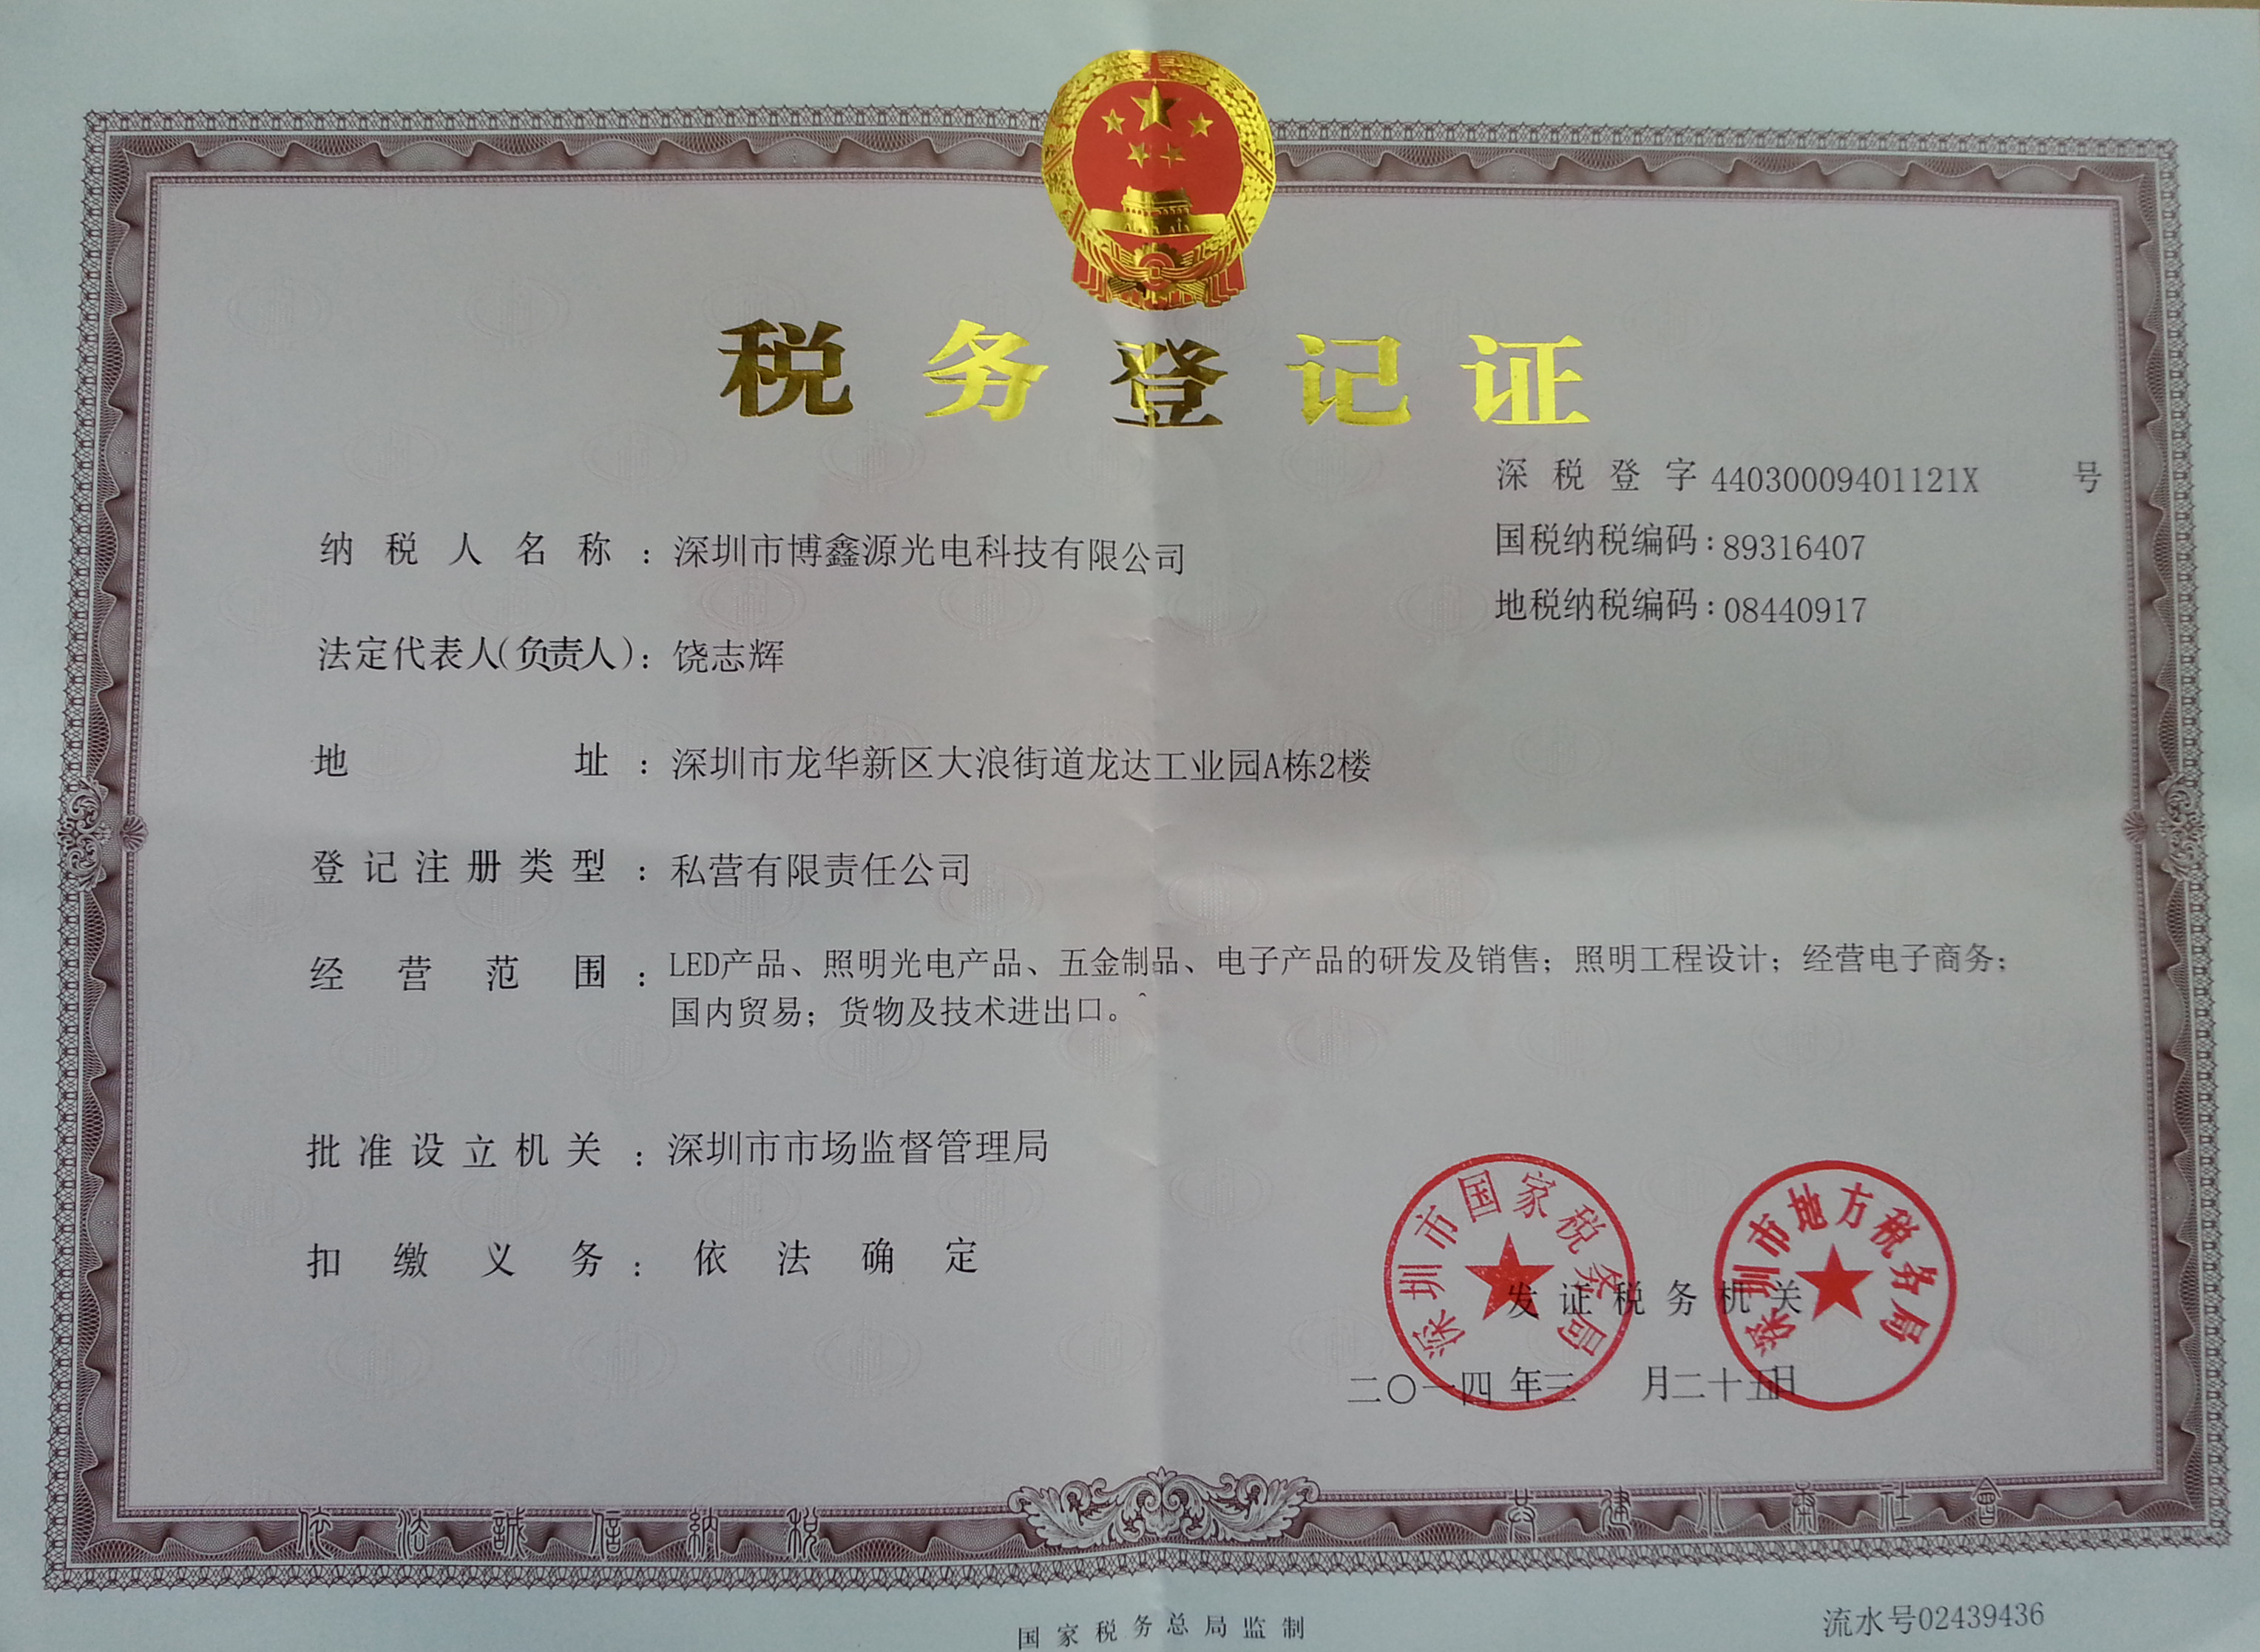 税务登记证
深税登字44030009401121X 号
国税纳税编码:89316407
地税纳税编码:08440917
纳税人名称:深圳市博鑫源光电科技有限公司
法定代表人(负责人):饶志辉
地址:深圳市龙华新区大浪街道龙达工业园A栋2楼
登记注册类型:私营有限责任公司
经营范围:LED产品、照明光电产品、五金制品、电子产品的研发及销售;照明工程设计;经营电子商务;
国内贸易;货物及技术进出口。
批准设立机关:深圳市市场监督管理局
扣缴义务:依法确定
深圳市国家税务局
深圳市地方税务局
发证税务机关
二〇一四年三月二十五日
依法誠信納税
共建小康社會
国家税务总局监制
流水号02439436